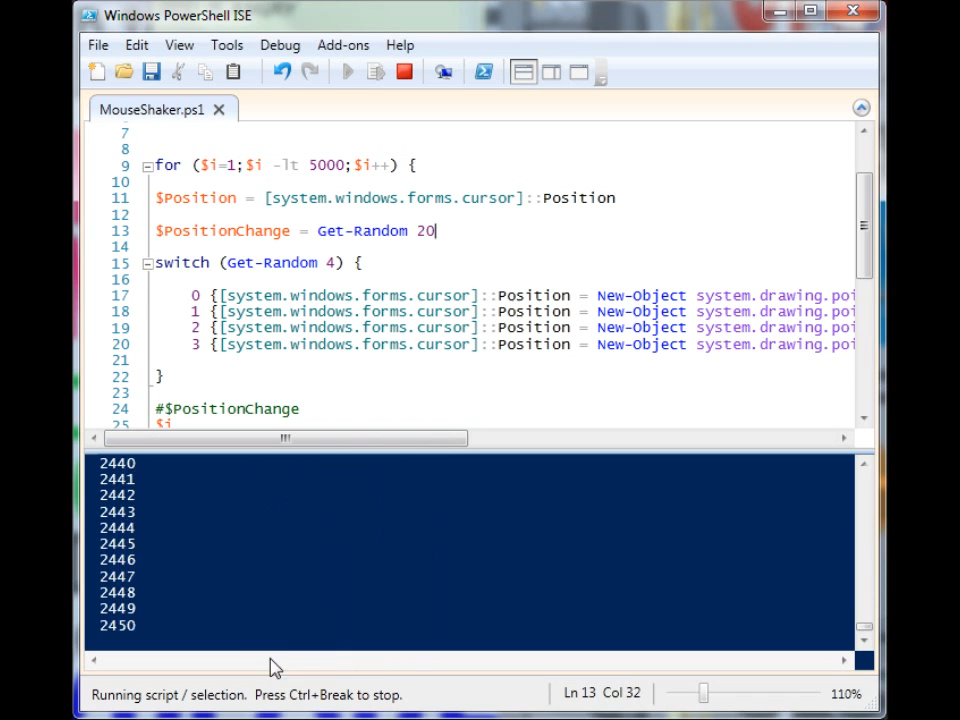 Windows PowerShell ISE
File Edit View Tools Debug Add-ons Help
MouseShaker.ps1
7
8
9 for ($i=1;$i -lt 5000;$i++) {
10
11 $Position = [system.windows.forms.cursor]::Position
12
13 $PositionChange = Get-Random 20
14
15 switch (Get-Random 4) {
16
17 0 {[system.windows.forms.cursor]::Position = New-Object system.drawing.poi
18 1 {[system.windows.forms.cursor]::Position = New-Object system.drawing.poi
19 2 {[system.windows.forms.cursor]::Position = New-Object system.drawing.poi
20 3 {[system.windows.forms.cursor]::Position = New-Object system.drawing.poi
21
22 }
23
24 #$PositionChange
25 $i
2440
2441
2442
2443
2444
2445
2446
2447
2448
2449
2450
Running script / selection. Press Ctrl+Break to stop. Ln 13 Col 32 110%